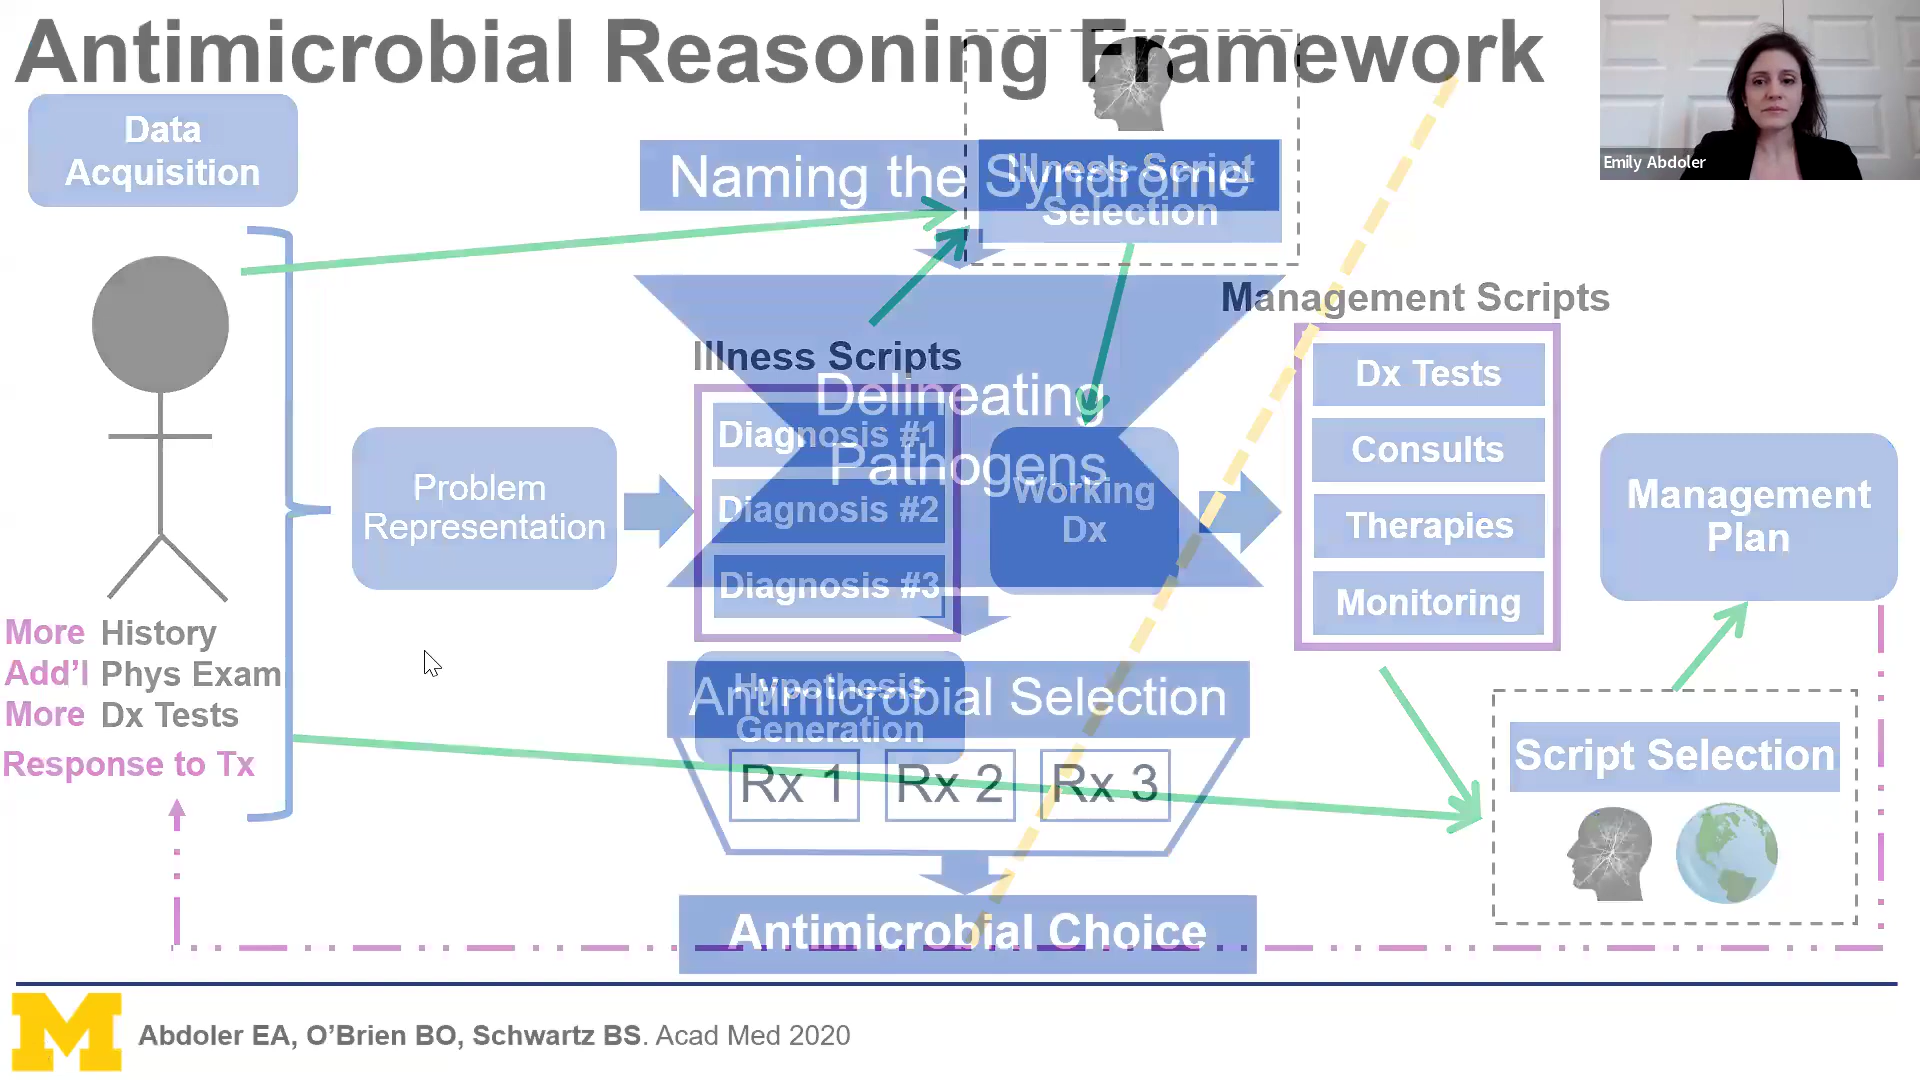 Antimicrobial Reasoning Framework
Emily Abdoler
Data
Acquisition
Naming the Syndrome
Illness Script
Selection
Management Scripts
Illness Scripts
Delineating
Pathogens
Diagnosis #1
Diagnosis #2
Diagnosis #3
Problem
Representation
Working
Dx
Dx Tests
Consults
Therapies
Monitoring
Management
Plan
More History
Add’l Phys Exam
More Dx Tests
Response to Tx
Hypothesis
Generation
Antimicrobial Selection
Rx 1
Rx 2
Rx 3
Script Selection
Antimicrobial Choice
M
Abdoler EA, O’Brien BO, Schwartz BS. Acad Med 2020